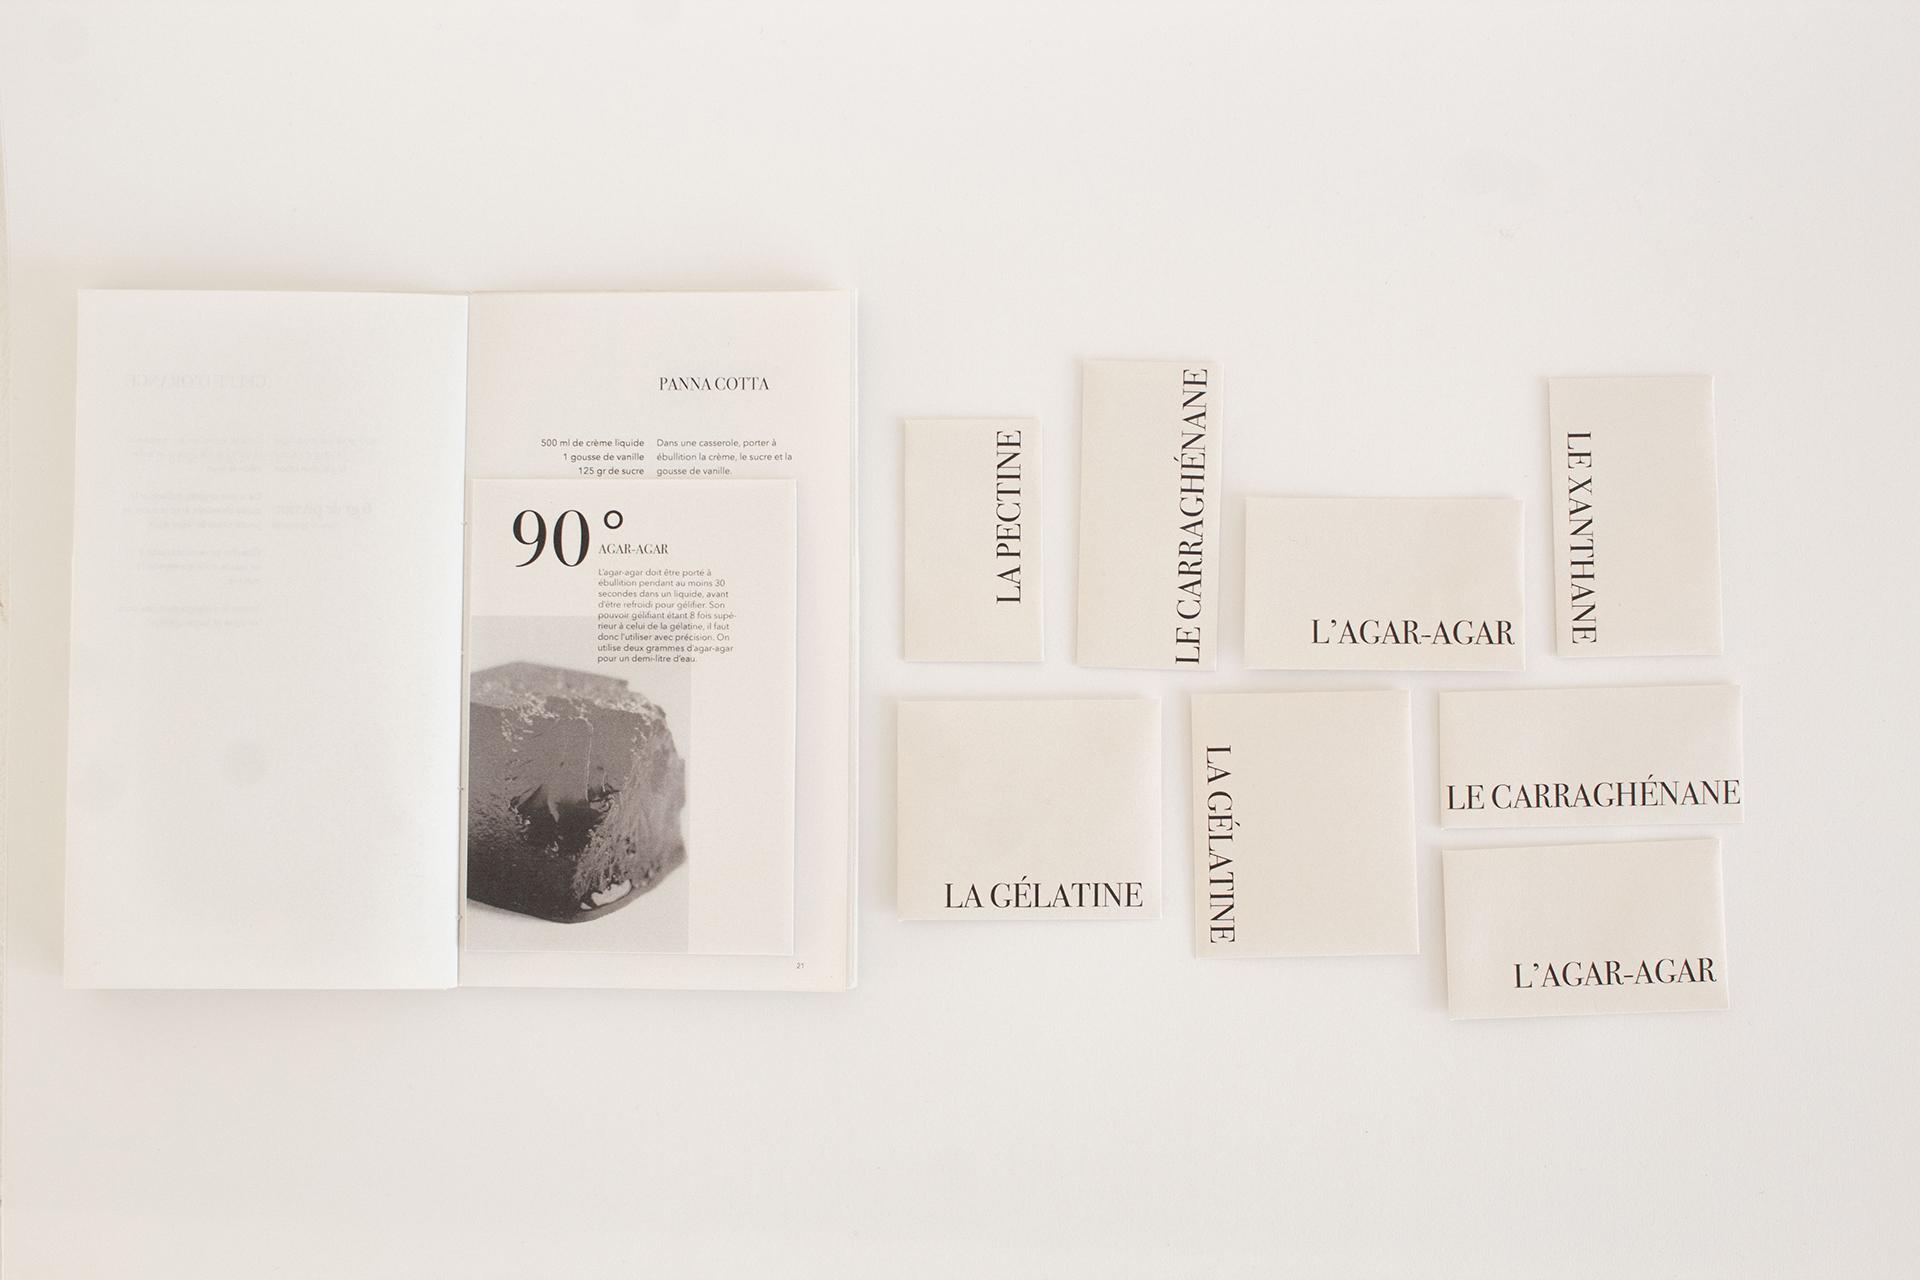 PANNA COTTA
500 ml de crème liquide
1 gousse de vanille
125 gr de sucre
Dans une casserole, porter à
ébullition la crème, le sucre et la
gousse de vanille.
90°
AGAR-AGAR
L'agar-agar doit être porté à
ébullition pendant au moins 30
secondes dans un liquide, avant
d'être refroidi pour gélifier. Son
pouvoir gélifiant étant 8 fois supé-
rieur à celui de la gélatine, il faut
donc l'utiliser avec précision. On
utilise deux grammes d'agar-agar
pour un demi-litre d'eau.
21
LA PECTINE
LE CARRAGHÉNANE
L'AGAR-AGAR
LE XANTHANE
LA GÉLATINE
LA GÉLATINE
LE CARRAGHÉNANE
L'AGAR-AGAR